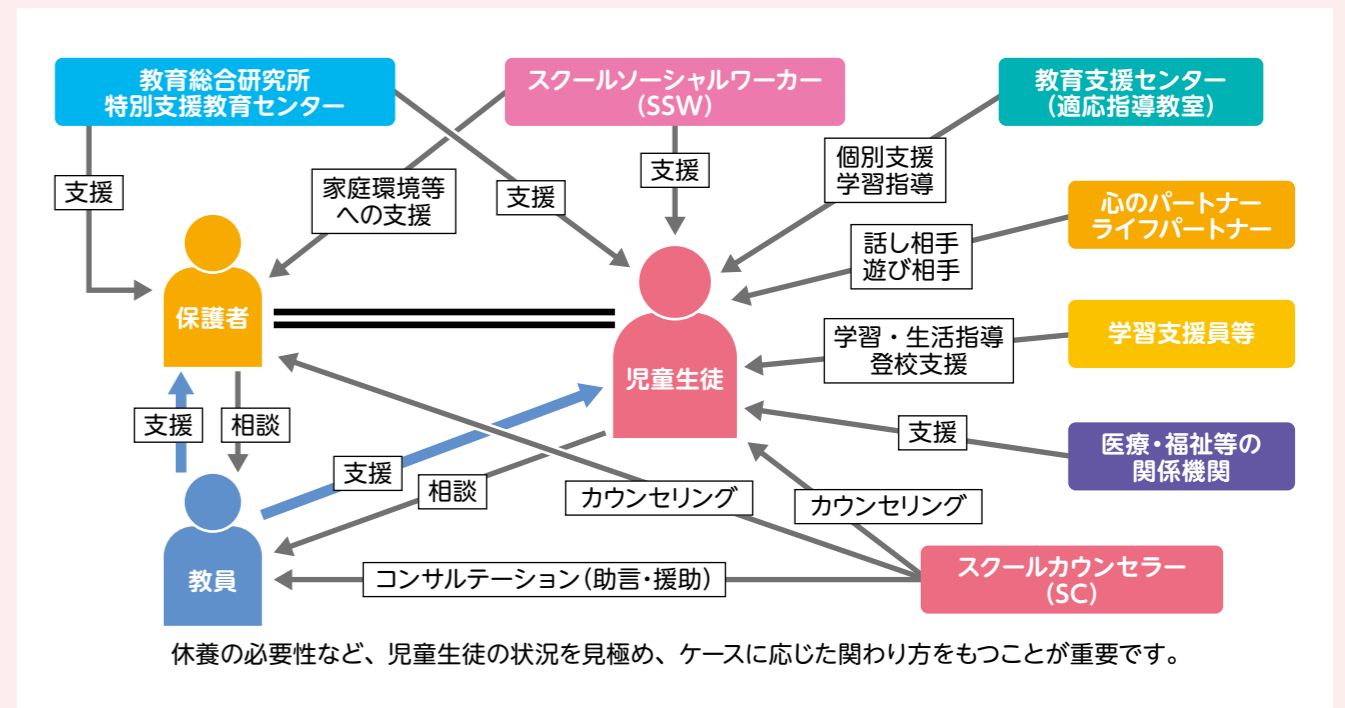 教育総合研究所
特別支援教育センター
スクールソーシャルワーカー
(SSW)
教育支援センター
(適応指導教室)
支援
家庭環境等
への支援
支援
支援
個別支援
学習指導
心のパートナー
ライフパートナー
話し相手
遊び相手
保護者
児童生徒
学習・生活指導
登校支援
学習支援員等
支援
相談
支援
医療・福祉等の
関係機関
支援
相談
カウンセリング
カウンセリング
教員
コンサルテーション(助言・援助)
スクールカウンセラー
(SC)
休養の必要性など、児童生徒の状況を見極め、ケースに応じた関わり方をもつことが重要です。